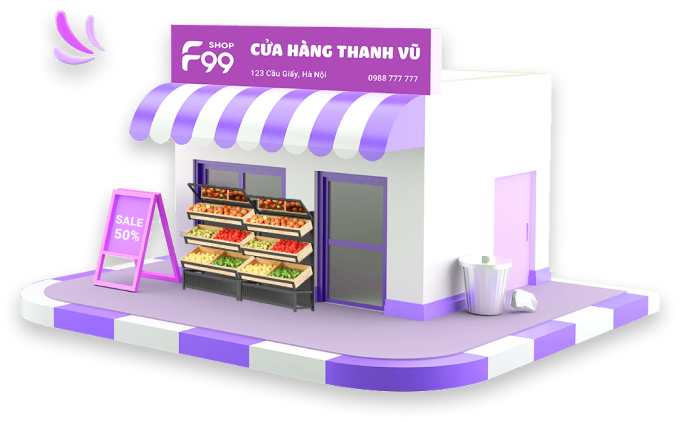 SHOP
F99
CỬA HÀNG THANH VŨ
123 Cầu Giấy, Hà Nội
0988 777 777
SALE
50%